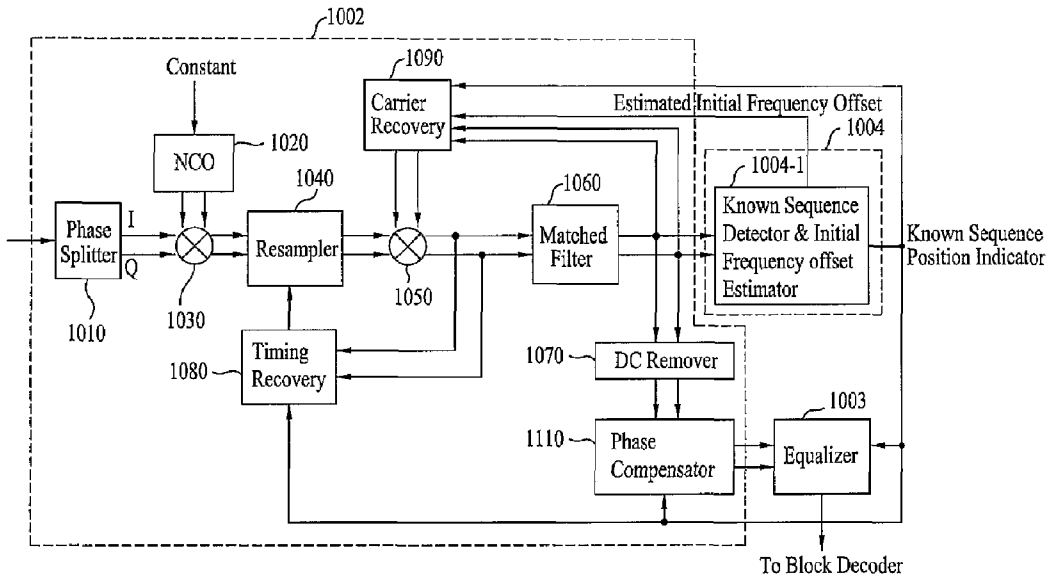 1002
Constant
1090
Carrier
Recovery
Estimated Initial Frequency Offset
1004
NCO
1020
1004-1
1040
1060
Phase
Splitter
I
Q
Resampler
Matched
Filter
Known Sequence
Detector & Initial
Frequency offset
Estimator
Known Sequence
Position Indicator
1010
1030
1050
Timing
Recovery
1080
1070
DC Remover
1003
1110
Phase
Compensator
Equalizer
To Block Decoder